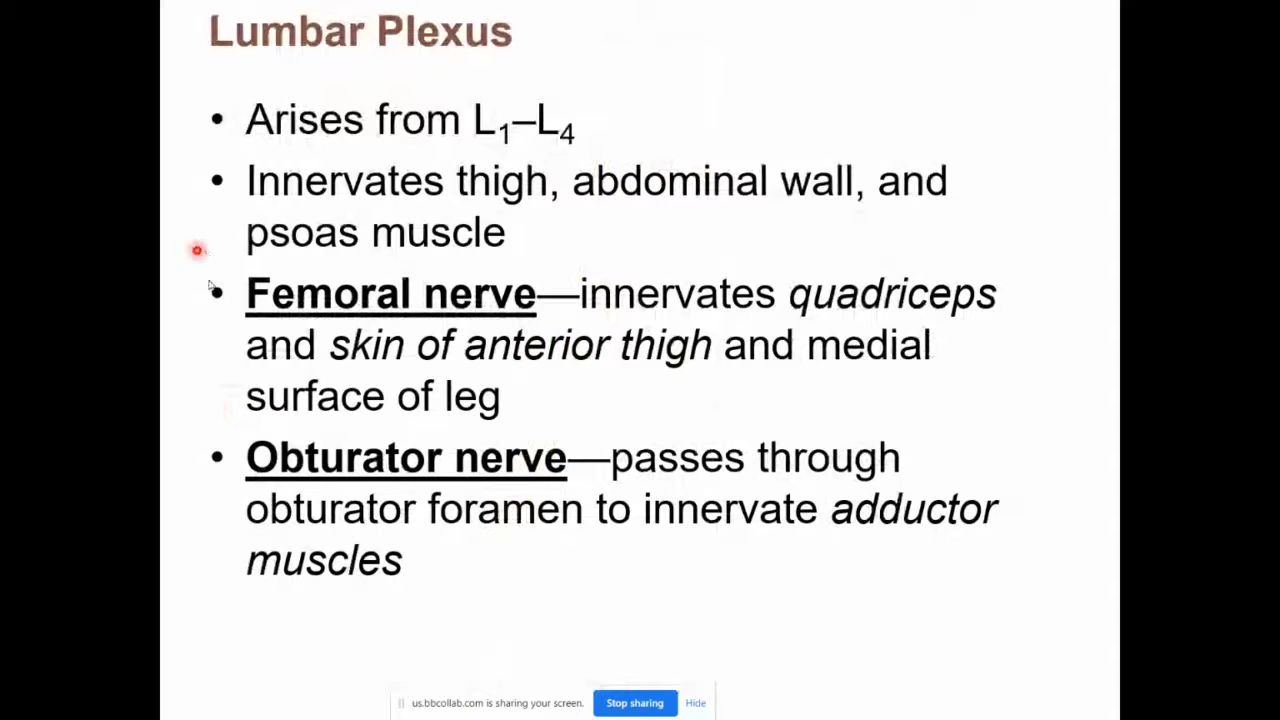 Lumbar Plexus
• Arises from L₁–L₄
• Innervates thigh, abdominal wall, and
psoas muscle
• Femoral nerve—innervates quadriceps
and skin of anterior thigh and medial
surface of leg
• Obturator nerve—passes through
obturator foramen to innervate adductor
muscles
us.bbcollab.com is sharing your screen. Stop sharing Hide